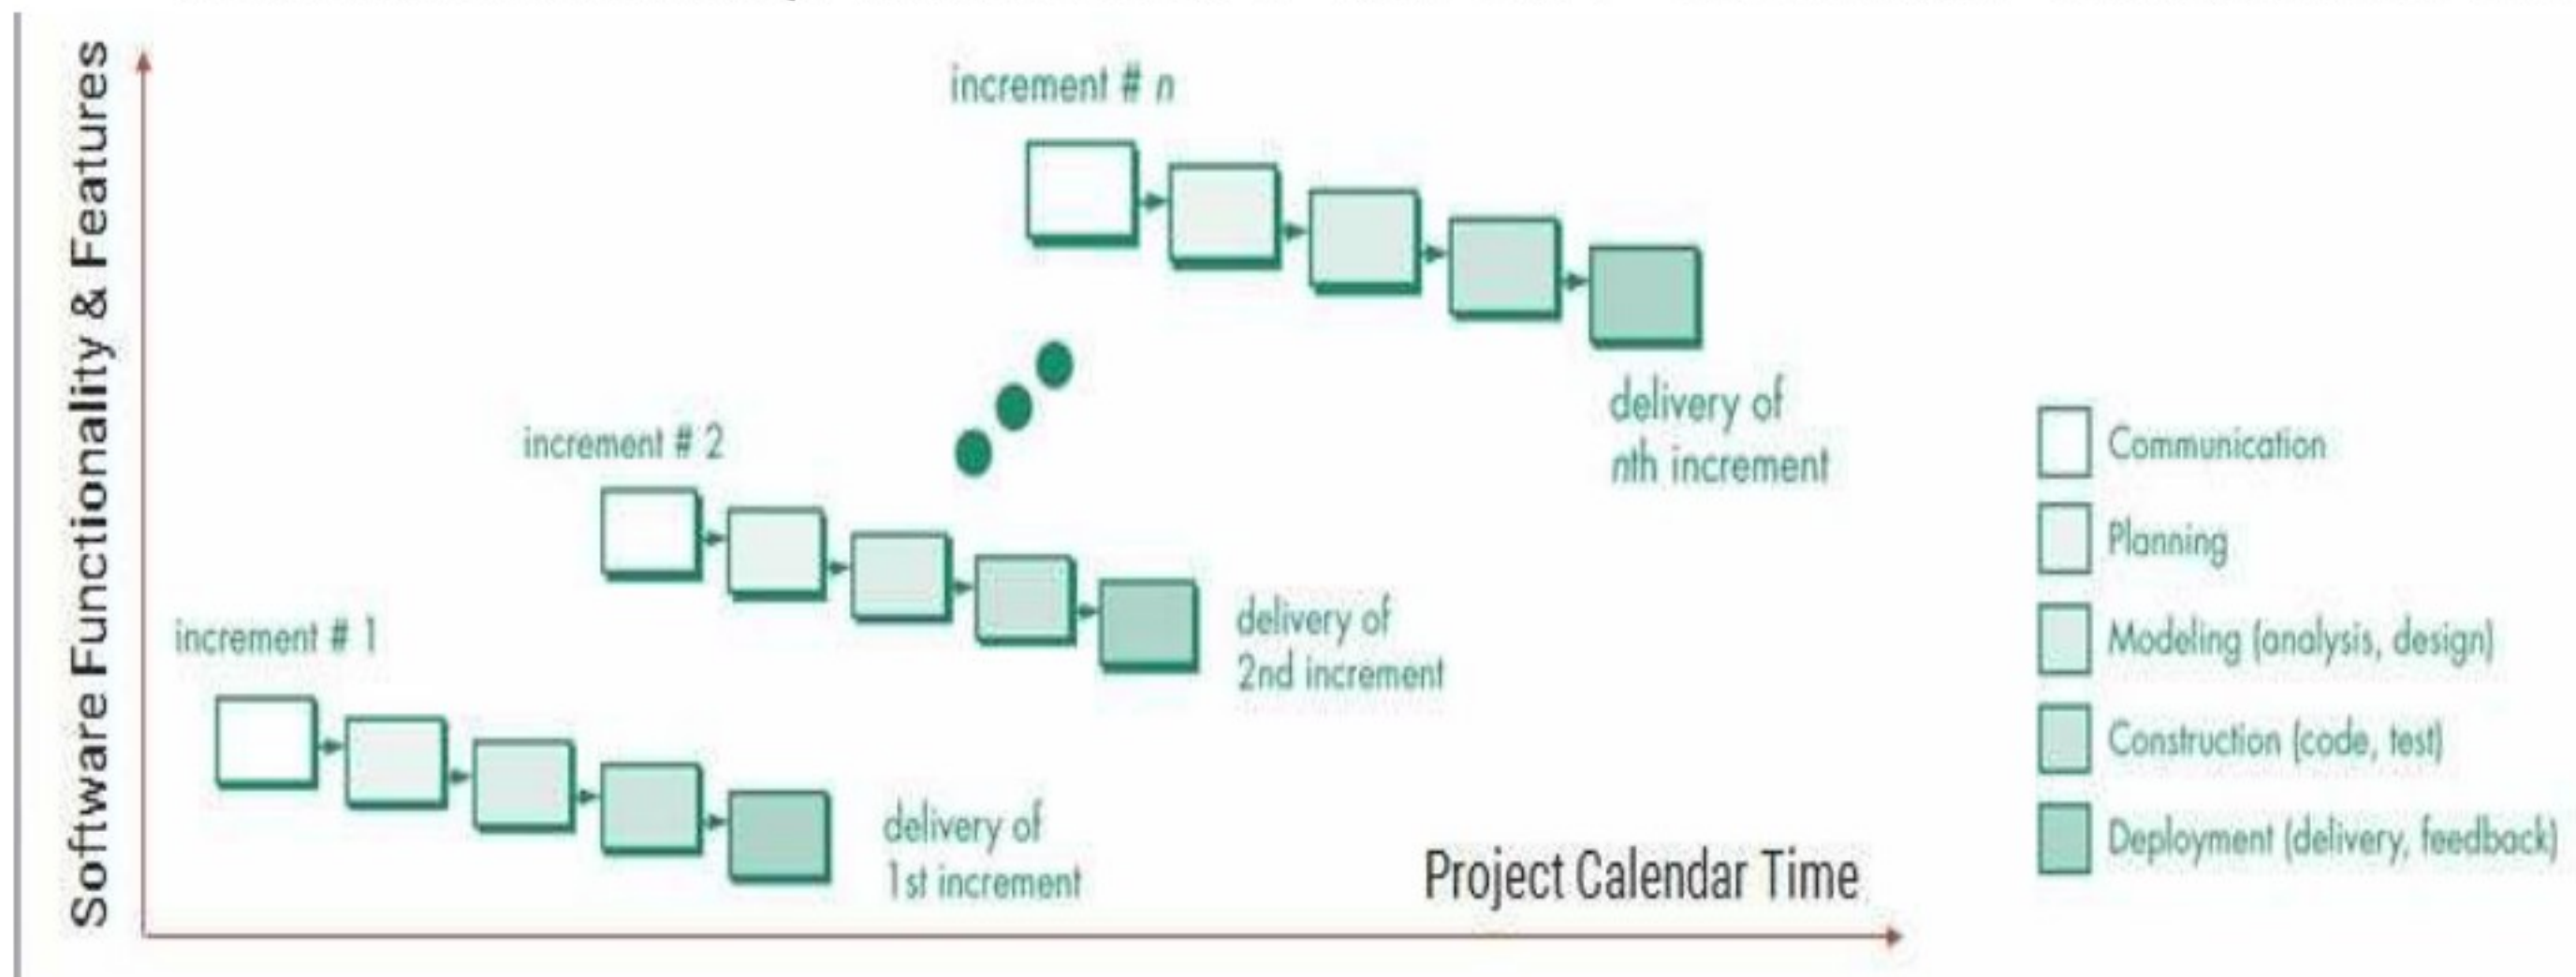 Software Functionality & Features
increment # n
delivery of
nth increment
increment # 2
delivery of
2nd increment
increment # 1
delivery of
1st increment
Project Calendar Time
Communication
Planning
Modeling (analysis, design)
Construction (code, test)
Deployment (delivery, feedback)